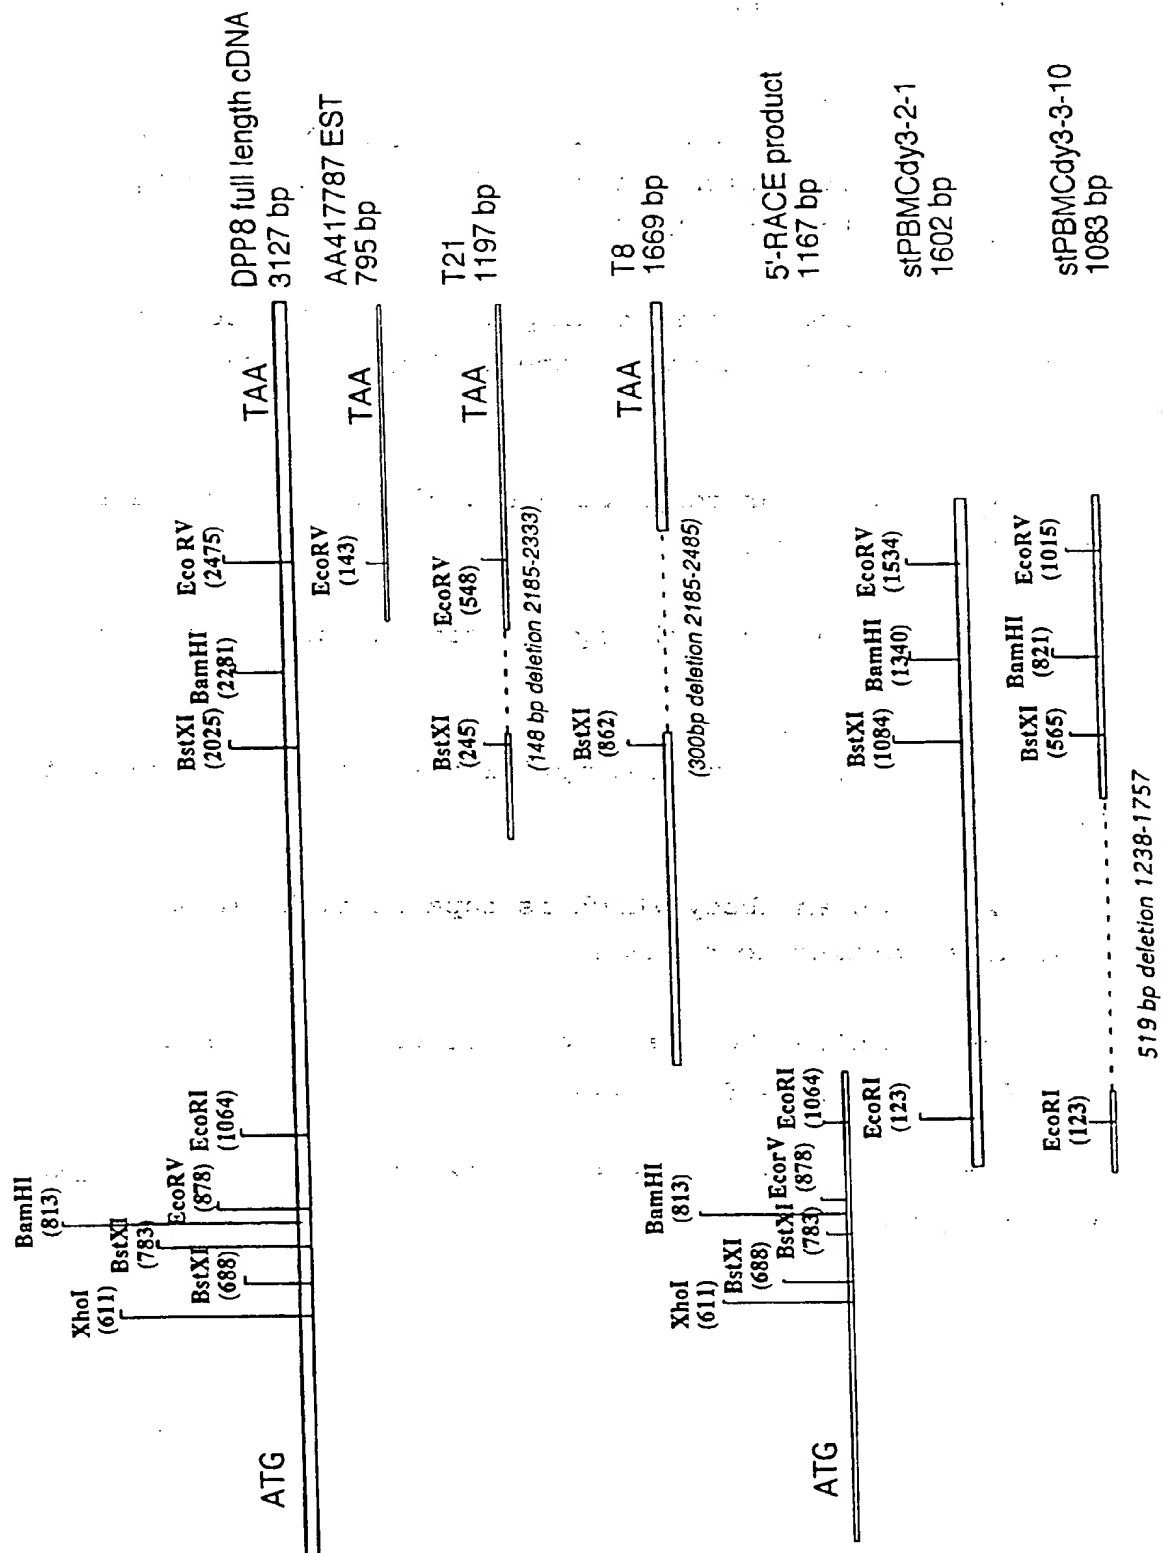 DPP8 full length cDNA
3127 bp
ATG
XhoI
(611)
BstXI
(688)
BstXI
(783)
BamHI
(813)
EcoRV
(878)
EcoRI
(1064)
BstXI
(2025)
BamHI
(2281)
Eco RV
(2475)
TAA
AA417787 EST
795 bp
EcoRV
(143)
TAA
T21
1197 bp
BstXI
(245)
EcoRV
(548)
TAA
(148 bp deletion 2185-2333)
T8
1669 bp
BstXI
(862)
TAA
(300bp deletion 2185-2485)
5'-RACE product
1167 bp
ATG
XhoI
(611)
BstXI
(688)
BstXI
(783)
BamHI
(813)
EcorV
(878)
EcoRI
(1064)
stPBMCdy3-2-1
1602 bp
EcoRI
(123)
BstXI
(1084)
BamHI
(1340)
EcoRV
(1534)
stPBMCdy3-3-10
1083 bp
EcoRI
(123)
BstXI
(565)
BamHI
(821)
EcoRV
(1015)
519 bp deletion 1238-1757